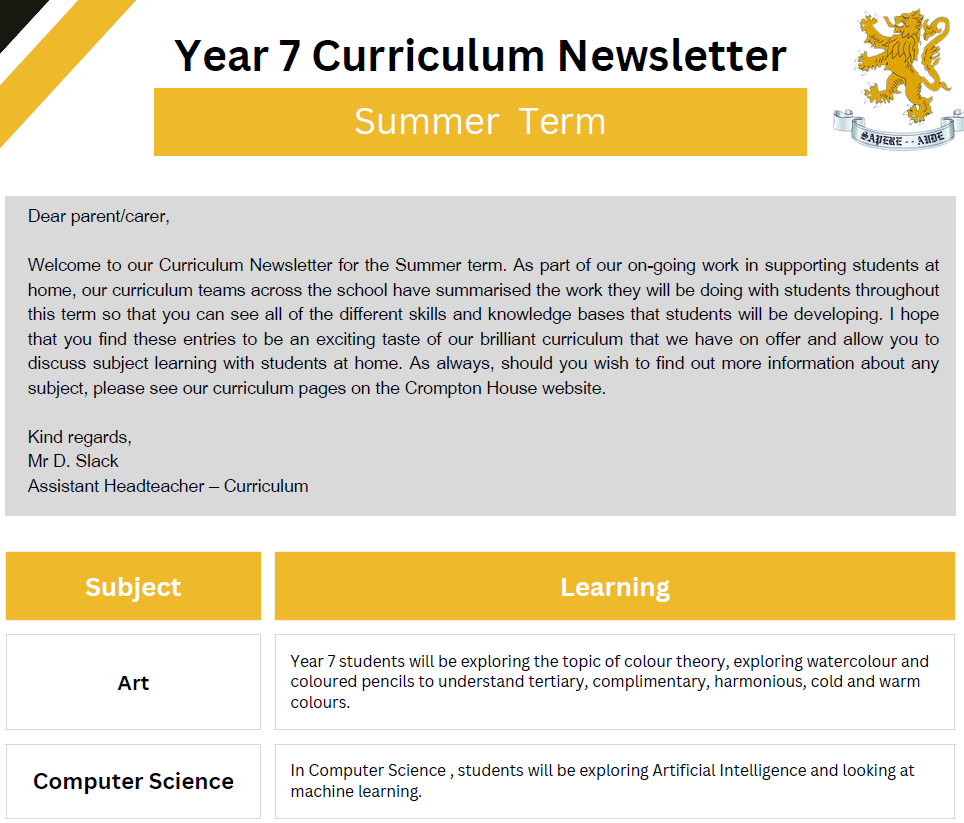 Year 7 Curriculum Newsletter
Summer Term
SAPERE - - AUDE
Dear parent/carer,
Welcome to our Curriculum Newsletter for the Summer term. As part of our on-going work in supporting students at
home, our curriculum teams across the school have summarised the work they will be doing with students throughout
this term so that you can see all of the different skills and knowledge bases that students will be developing. I hope
that you find these entries to be an exciting taste of our brilliant curriculum that we have on offer and allow you to
discuss subject learning with students at home. As always, should you wish to find out more information about any
subject, please see our curriculum pages on the Crompton House website.
Kind regards,
Mr D. Slack
Assistant Headteacher – Curriculum
Subject
Learning
Art
Year 7 students will be exploring the topic of colour theory, exploring watercolour and
coloured pencils to understand tertiary, complimentary, harmonious, cold and warm
colours.
Computer Science
In Computer Science , students will be exploring Artificial Intelligence and looking at
machine learning.